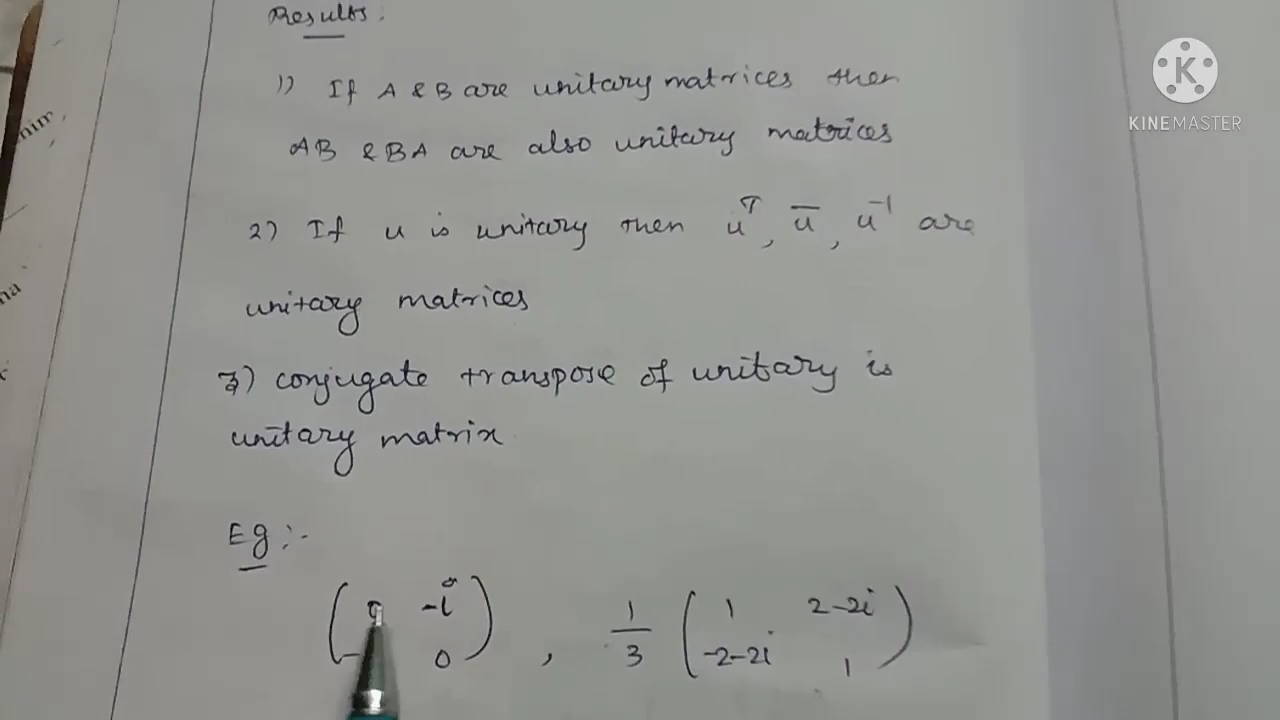 Results.
1) If A & B are unitary matrices then
AB & BA are also unitary matrices
2) If u is unitary then u^T, u̅, u^-1 are
unitary matrices
3) conjugate transpose of unitary is
unitary matrix
Eg :-
( 0 -i ) , 1/3 ( 1 2-2i )
( - 0 ) ( -2-2i 1 )
K
KINEMASTER